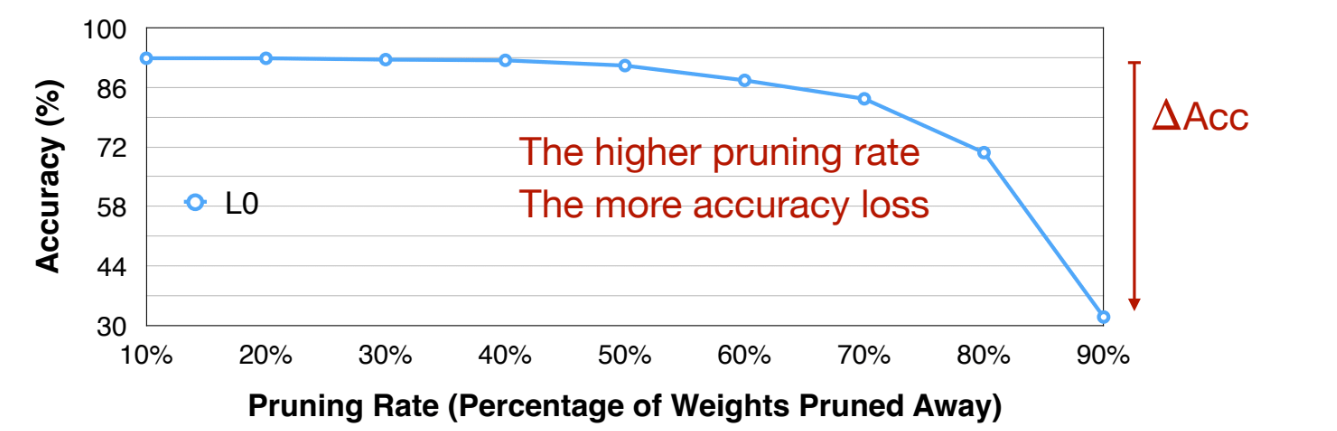 100
86
72
58
44
30
Accuracy (%)
L0
The higher pruning rate
The more accuracy loss
ΔAcc
10% 20% 30% 40% 50% 60% 70% 80% 90%
Pruning Rate (Percentage of Weights Pruned Away)